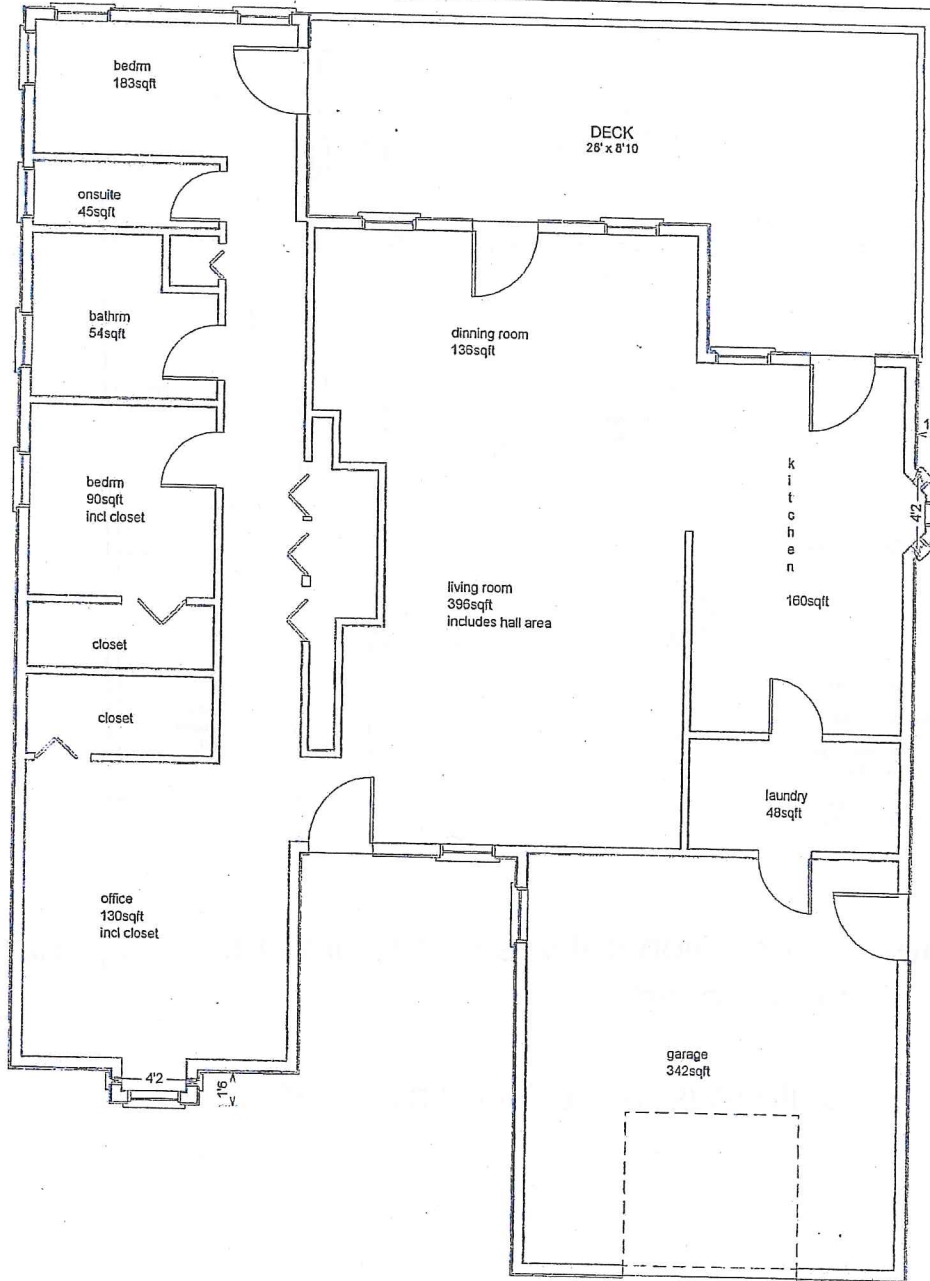 bedrm
183sqft
DECK
26' x 8'10
onsuite
45sqft
bathrm
54sqft
dinning room
136sqft
bedrm
90sqft
incl closet
kitchen
160sqft
4'2
1
living room
396sqft
includes hall area
closet
closet
laundry
48sqft
office
130sqft
incl closet
4'2
1'6
garage
342sqft